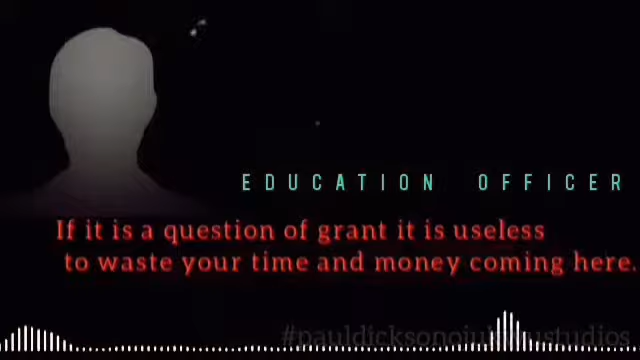 EDUCATION OFFICER
If it is a question of grant it is useless
to waste your time and money coming here.